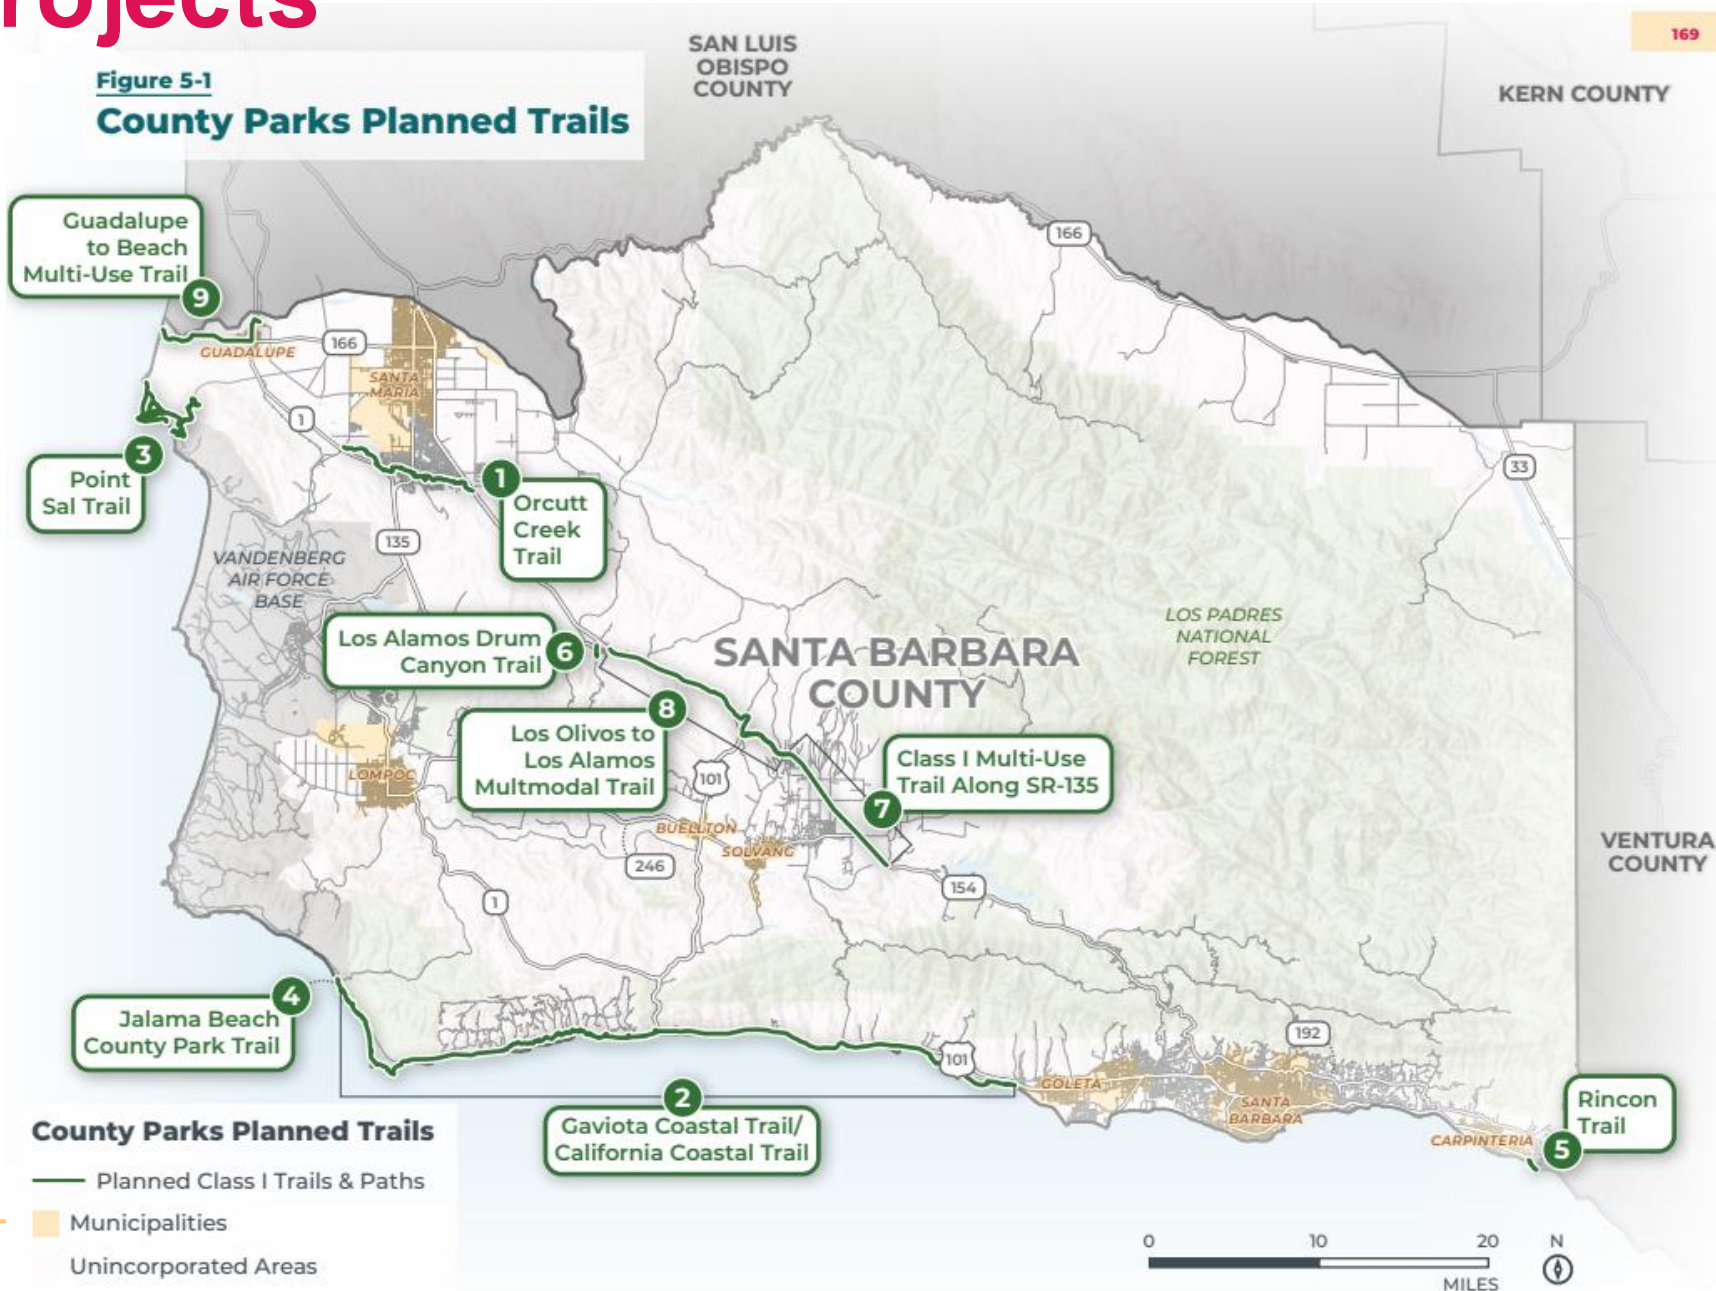 rojects
169
Figure 5-1
County Parks Planned Trails
SAN LUIS
OBISPO
COUNTY
KERN COUNTY
Guadalupe
to Beach
Multi-Use Trail
9
166
GUADALUPE
166
SANTA
MARIA
1
3
Point
Sal Trail
1
Orcutt
Creek
Trail
33
135
VANDENBERG
AIR FORCE
BASE
LOS PADRES
NATIONAL
FOREST
Los Alamos Drum
Canyon Trail
6
SANTA BARBARA
COUNTY
8
Los Olivos to
Los Alamos
Multmodal Trail
Class I Multi-Use
Trail Along SR-135
7
101
LOMPOC
BUELLTON
SOLVANG
246
VENTURA
COUNTY
154
1
4
Jalama Beach
County Park Trail
192
101
GOLETA
SANTA
BARBARA
CARPINTERIA
Rincon
Trail
5
2
Gaviota Coastal Trail/
California Coastal Trail
County Parks Planned Trails
Planned Class I Trails & Paths
Municipalities
Unincorporated Areas
0 10 20
MILES
N